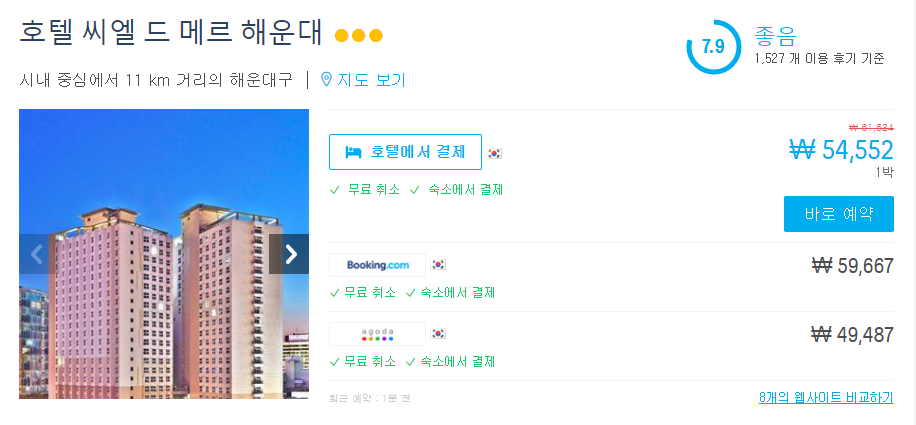 호텔 씨엘 드 메르 해운대
7.9
좋음
1,527 개 이용 후기 기준
시내 중심에서 11 km 거리의 해운대구 | 지도 보기
호텔에서 결제
무료 취소 숙소에서 결제
₩ 61,524
₩ 54,552
1박
바로 예약
Booking.com
₩ 59,667
무료 취소 숙소에서 결제
agoda
₩ 49,487
무료 취소 숙소에서 결제
최근 예약 : 1분 전
8개의 웹사이트 비교하기